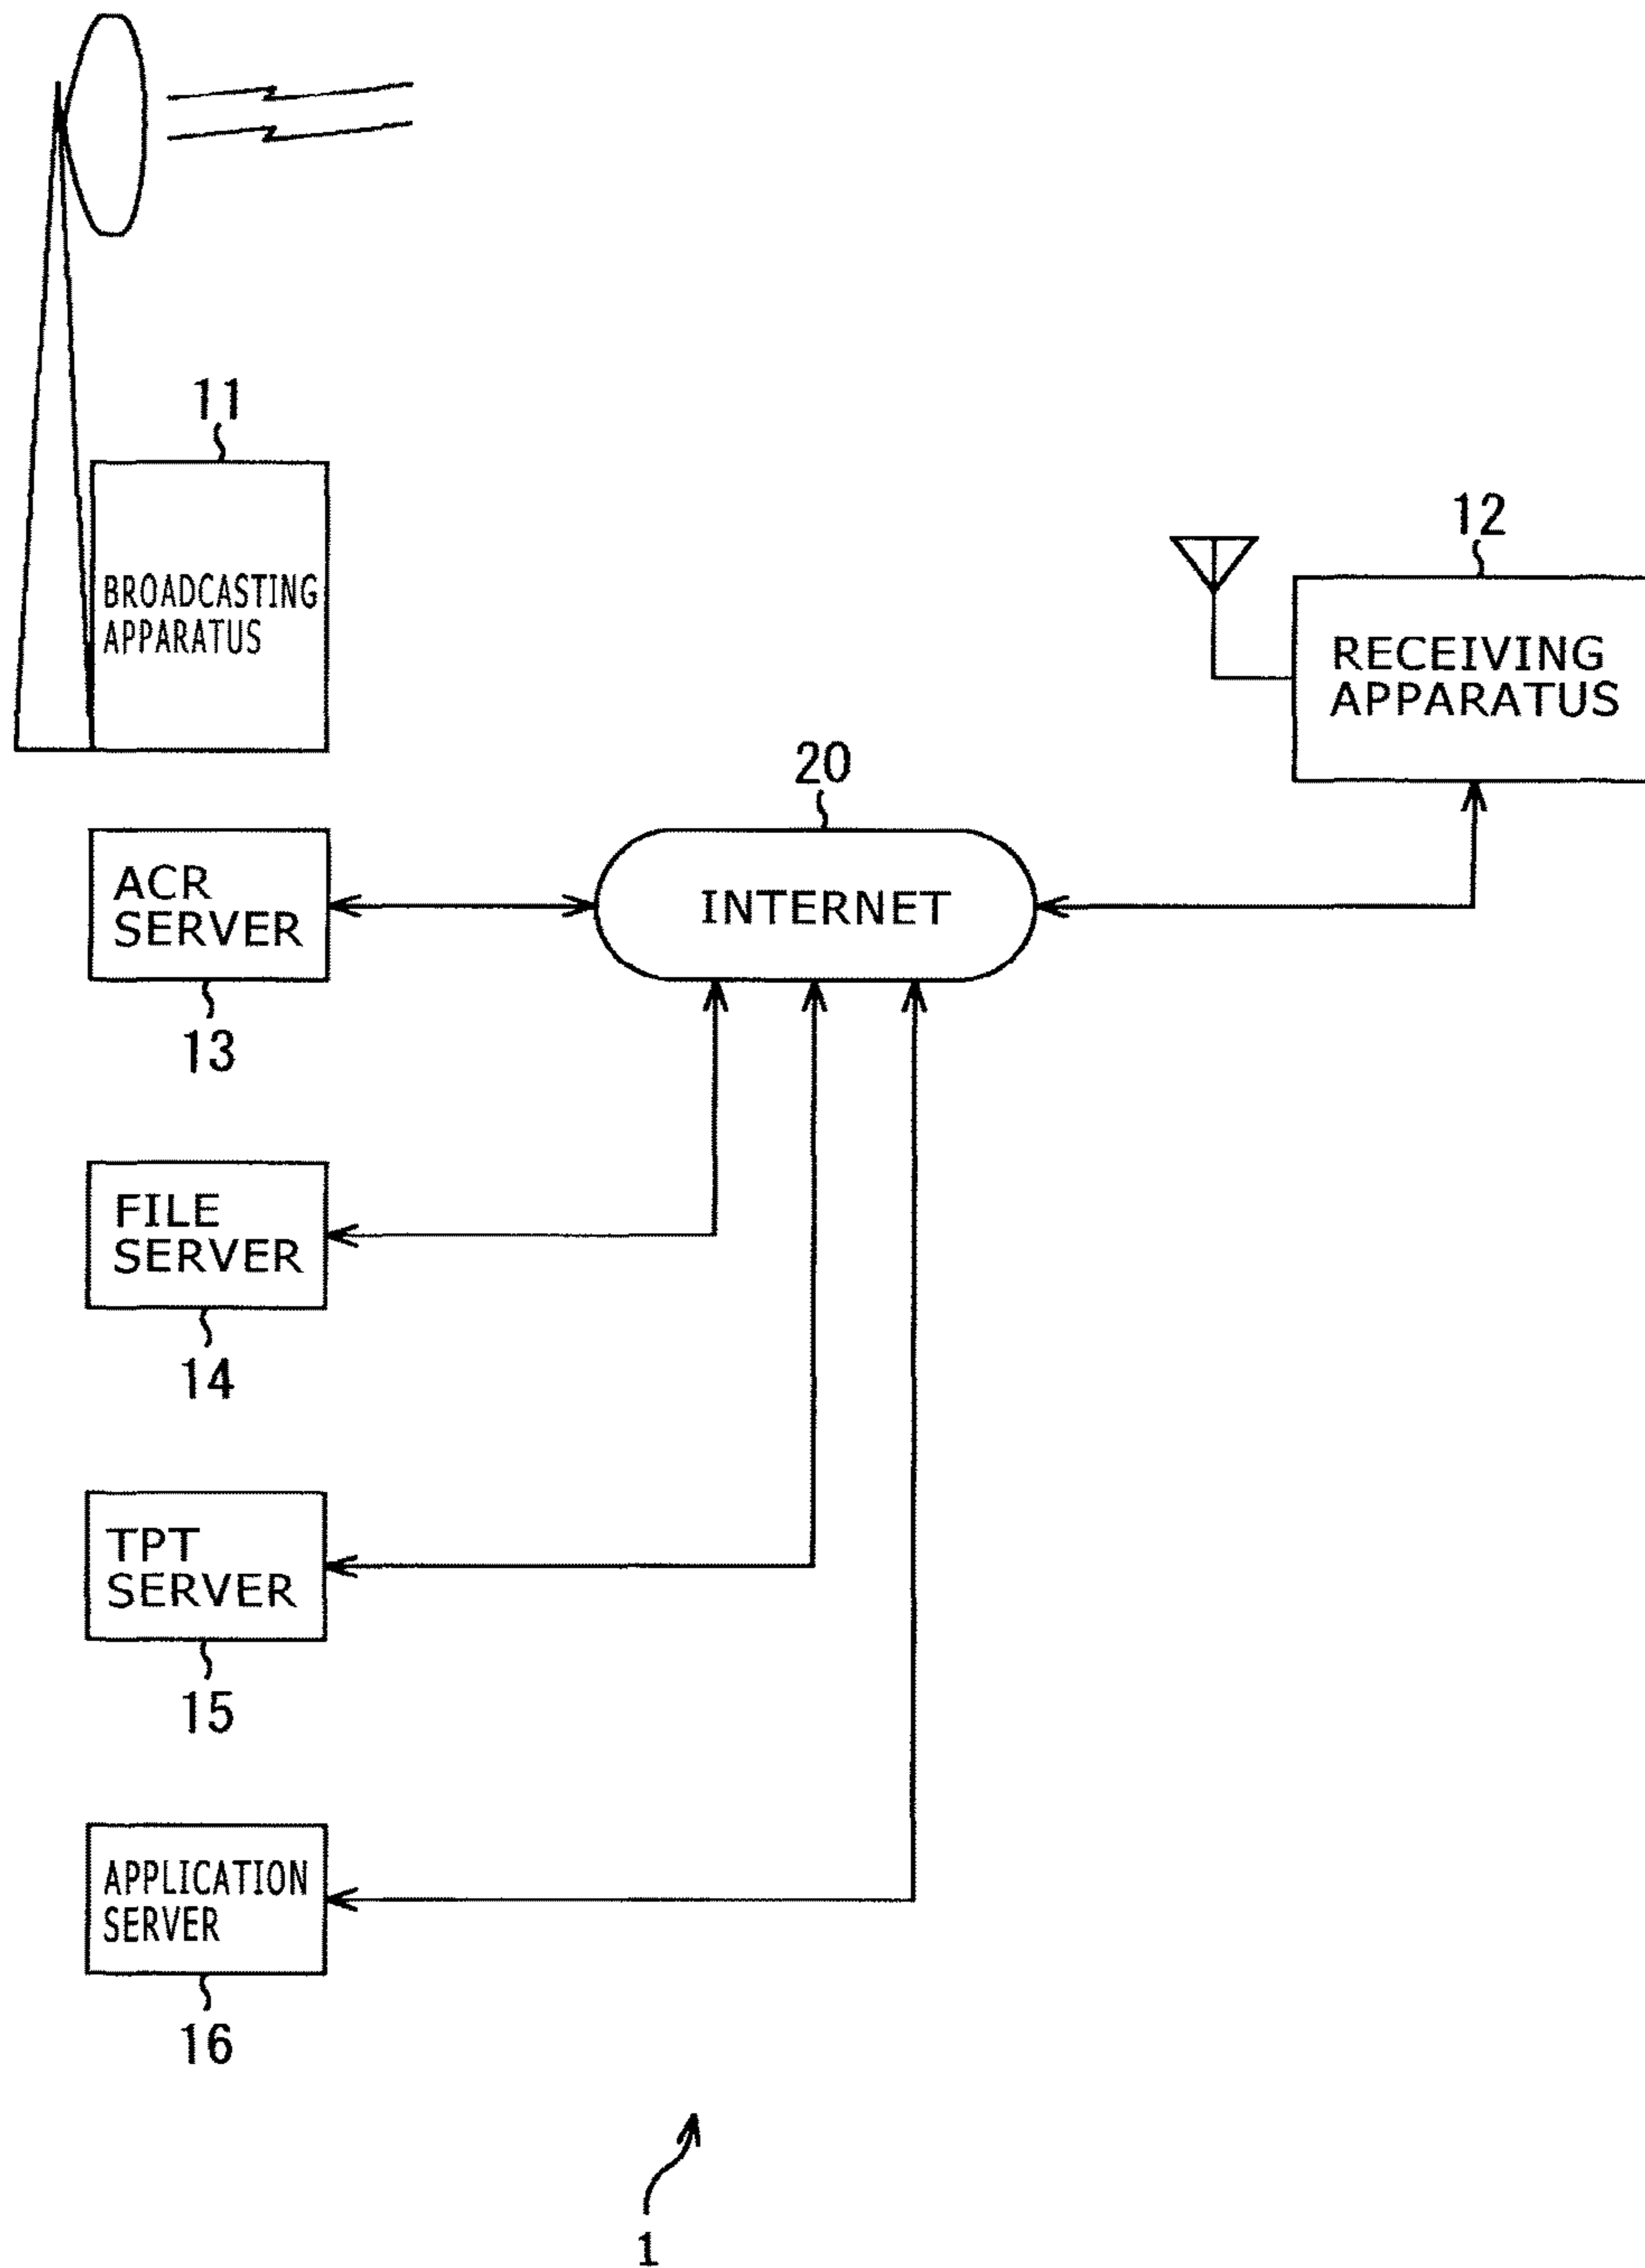 11
BROADCASTING
APPARATUS
12
RECEIVING
APPARATUS
20
INTERNET
ACR
SERVER
13
FILE
SERVER
14
TPT
SERVER
15
APPLICATION
SERVER
16
1